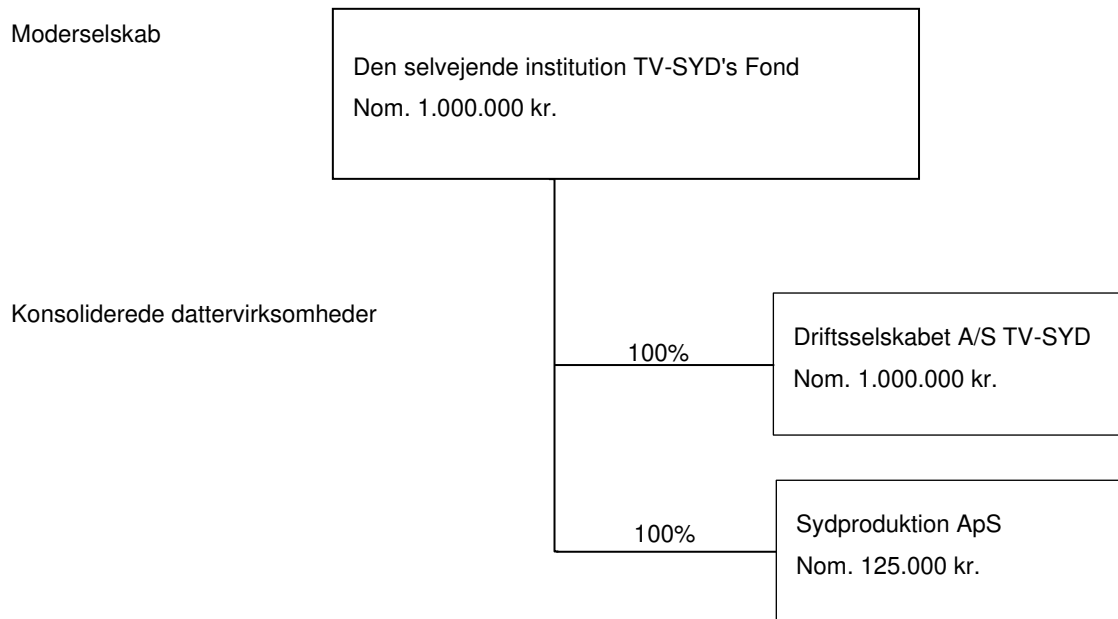 Moderselskab
Den selvejende institution TV-SYD's Fond
Nom. 1.000.000 kr.
Konsoliderede dattervirksomheder
100%
Driftsselskabet A/S TV-SYD
Nom. 1.000.000 kr.
100%
Sydproduktion ApS
Nom. 125.000 kr.